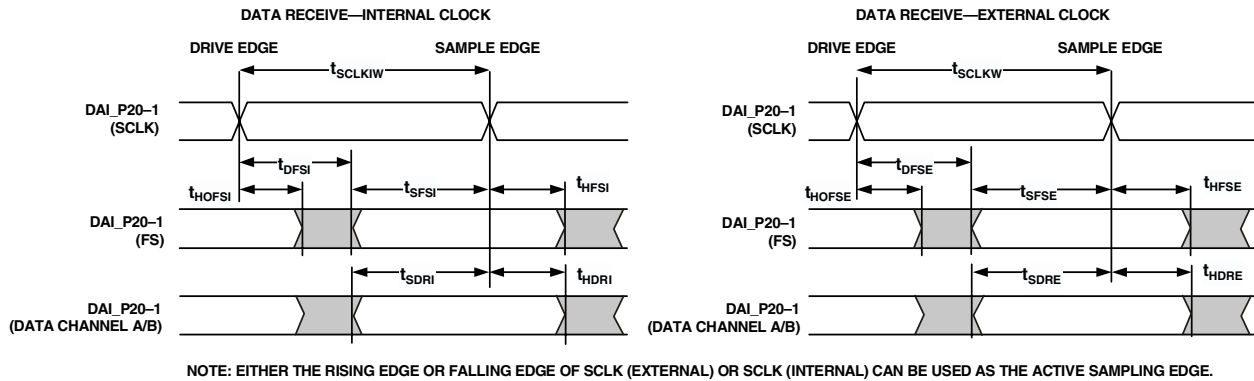 DATA RECEIVE—INTERNAL CLOCK
DRIVE EDGE
SAMPLE EDGE
tSCLKIW
DAI_P20–1
(SCLK)
tDFSI
tHOFSI
tSFSI
tHFSI
DAI_P20–1
(FS)
tSDRI
tHDRI
DAI_P20–1
(DATA CHANNEL A/B)
DATA RECEIVE—EXTERNAL CLOCK
DRIVE EDGE
SAMPLE EDGE
tSCLKW
DAI_P20–1
(SCLK)
tDFSE
tHOFSE
tSFSE
tHFSE
DAI_P20–1
(FS)
tSDRE
tHDRE
DAI_P20–1
(DATA CHANNEL A/B)
NOTE: EITHER THE RISING EDGE OR FALLING EDGE OF SCLK (EXTERNAL) OR SCLK (INTERNAL) CAN BE USED AS THE ACTIVE SAMPLING EDGE.